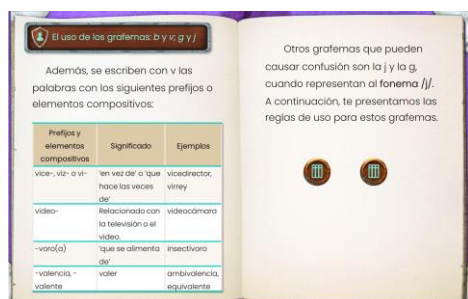 El uso de los grafemas: b y v; g y j
Además, se escriben con v las
palabras con los siguientes prefijos o
elementos compositivos:
Prefijos y
elementos
compositivos
Significado
Ejemplos
vice-, viz- o vi-
'en vez de' o 'que
hace las veces
de'
vicedirector,
virrey
video-
Relacionado con
la televisión o el
video.
videocámara
-voro(a)
'que se alimenta
de'
insectívoro
-valencia, -
valente
valer
ambivalencia,
equivalente
Otros grafemas que pueden
causar confusión son la j y la g,
cuando representan al fonema /j/.
A continuación, te presentamos las
reglas de uso para estos grafemas.